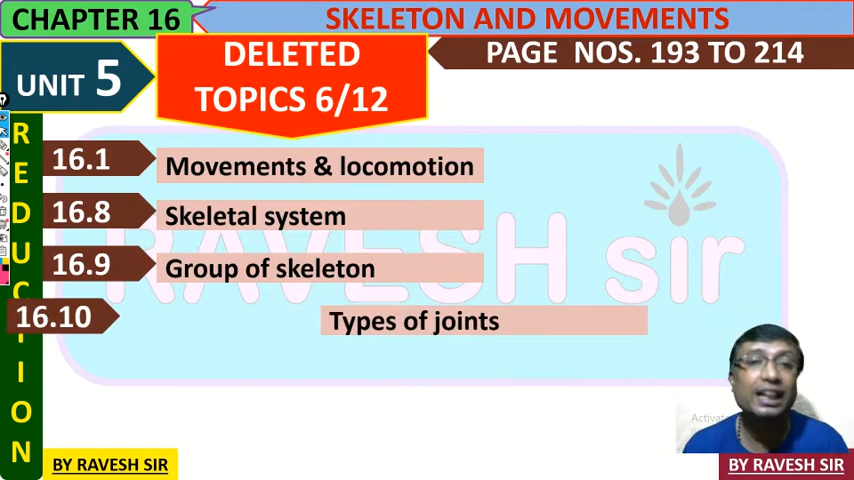 CHAPTER 16
SKELETON AND MOVEMENTS
UNIT 5
DELETED
TOPICS 6/12
PAGE NOS. 193 TO 214
REDUCTION
16.1 Movements & locomotion
16.8 Skeletal system
16.9 Group of skeleton
16.10 Types of joints
RAVESH sir
Activate
BY RAVESH SIR
BY RAVESH SIR